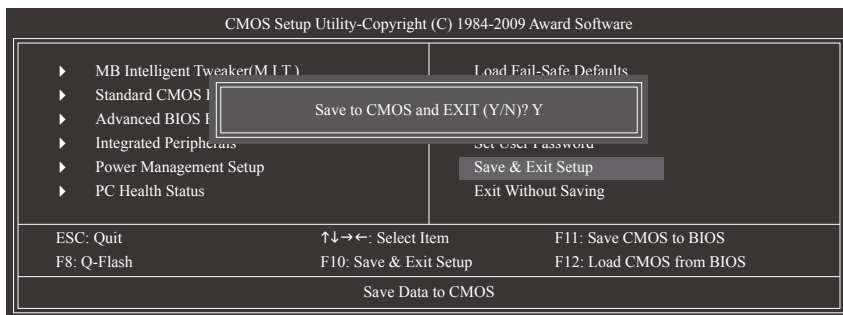 CMOS Setup Utility-Copyright (C) 1984-2009 Award Software
MB Intelligent Tweaker(M.I.T.)
Standard CMOS
Advanced BIOS
Integrated Peripherals
Power Management Setup
PC Health Status
Load Fail-Safe Defaults
Set User Password
Save & Exit Setup
Exit Without Saving
Save to CMOS and EXIT (Y/N)? Y
ESC: Quit
↑↓→←: Select Item
F11: Save CMOS to BIOS
F8: Q-Flash
F10: Save & Exit Setup
F12: Load CMOS from BIOS
Save Data to CMOS